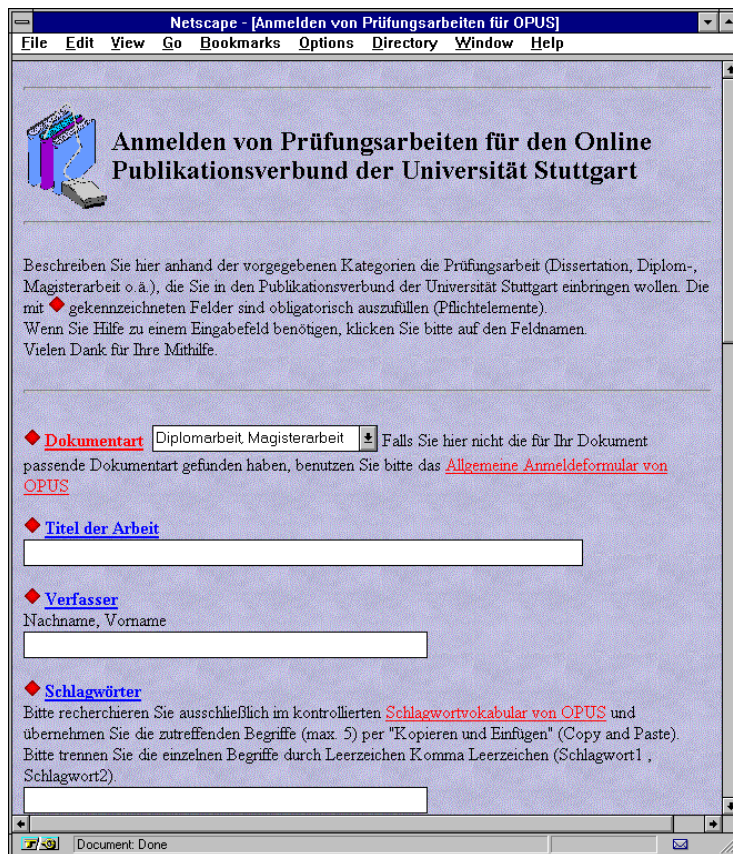 Netscape - [Anmelden von Prüfungsarbeiten für OPUS]
File Edit View Go Bookmarks Options Directory Window Help
Anmelden von Prüfungsarbeiten für den Online
Publikationsverbund der Universität Stuttgart
Beschreiben Sie hier anhand der vorgegebenen Kategorien die Prüfungsarbeit (Dissertation, Diplom-,
Magisterarbeit o.ä.), die Sie in den Publikationsverbund der Universität Stuttgart einbringen wollen. Die
mit gekennzeichneten Felder sind obligatorisch auszufüllen (Pflichtelemente).
Wenn Sie Hilfe zu einem Eingabefeld benötigen, klicken Sie bitte auf den Feldnamen.
Vielen Dank für Ihre Mithilfe.
Dokumentart Diplomarbeit, Magisterarbeit Falls Sie hier nicht die für Ihr Dokument
passende Dokumentart gefunden haben, benutzen Sie bitte das Allgemeine Anmeldeformular von
OPUS
Titel der Arbeit
Verfasser
Nachname, Vorname
Schlagwörter
Bitte recherchieren Sie ausschließlich im kontrollierten Schlagwortvokabular von OPUS und
übernehmen Sie die zutreffenden Begriffe (max. 5) per "Kopieren und Einfügen" (Copy and Paste).
Bitte trennen Sie die einzelnen Begriffe durch Leerzeichen Komma Leerzeichen (Schlagwort1 ,
Schlagwort2).
Document: Done